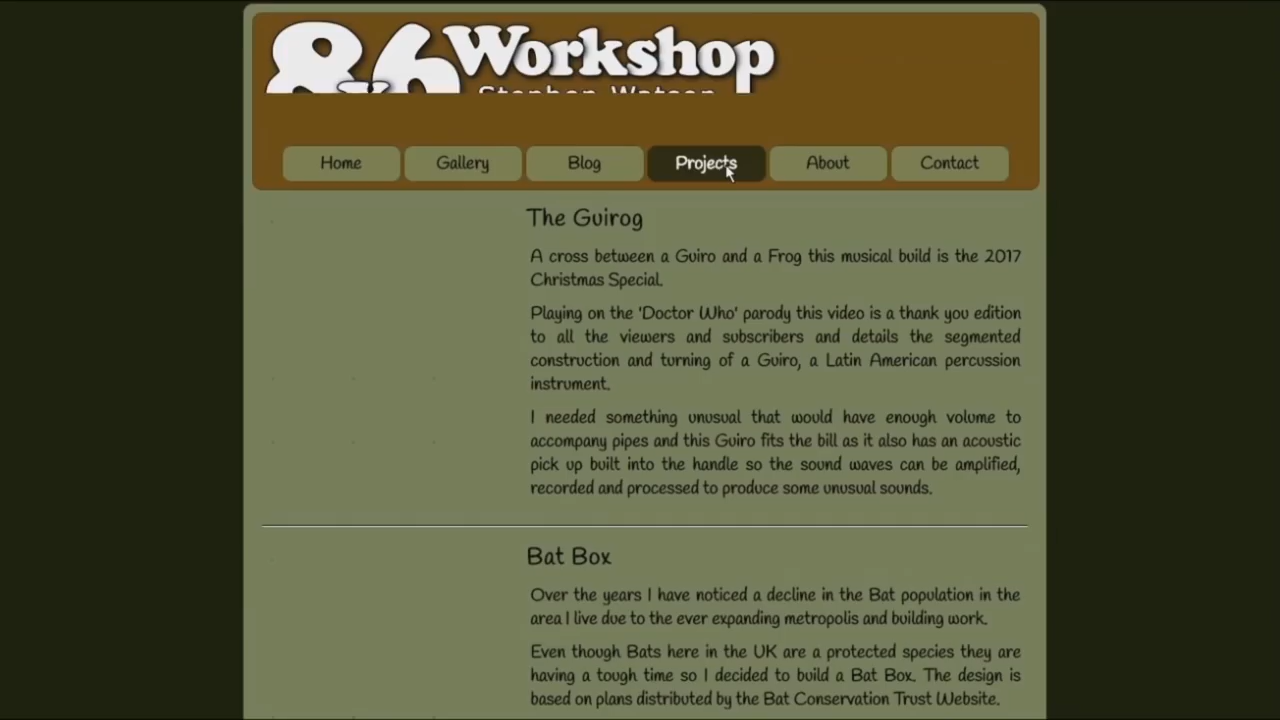 8x6 Workshop
Stephen Watson
Home Gallery Blog Projects About Contact
The Guirog
A cross between a Guiro and a Frog this musical build is the 2017
Christmas Special.
Playing on the 'Doctor Who' parody this video is a thank you edition
to all the viewers and subscribers and details the segmented
construction and turning of a Guiro, a Latin American percussion
instrument.
I needed something unusual that would have enough volume to
accompany pipes and this Guiro fits the bill as it also has an acoustic
pick up built into the handle so the sound waves can be amplified,
recorded and processed to produce some unusual sounds.
Bat Box
Over the years I have noticed a decline in the Bat population in the
area I live due to the ever expanding metropolis and building work.
Even though Bats here in the UK are a protected species they are
having a tough time so I decided to build a Bat Box. The design is
based on plans distributed by the Bat Conservation Trust Website.